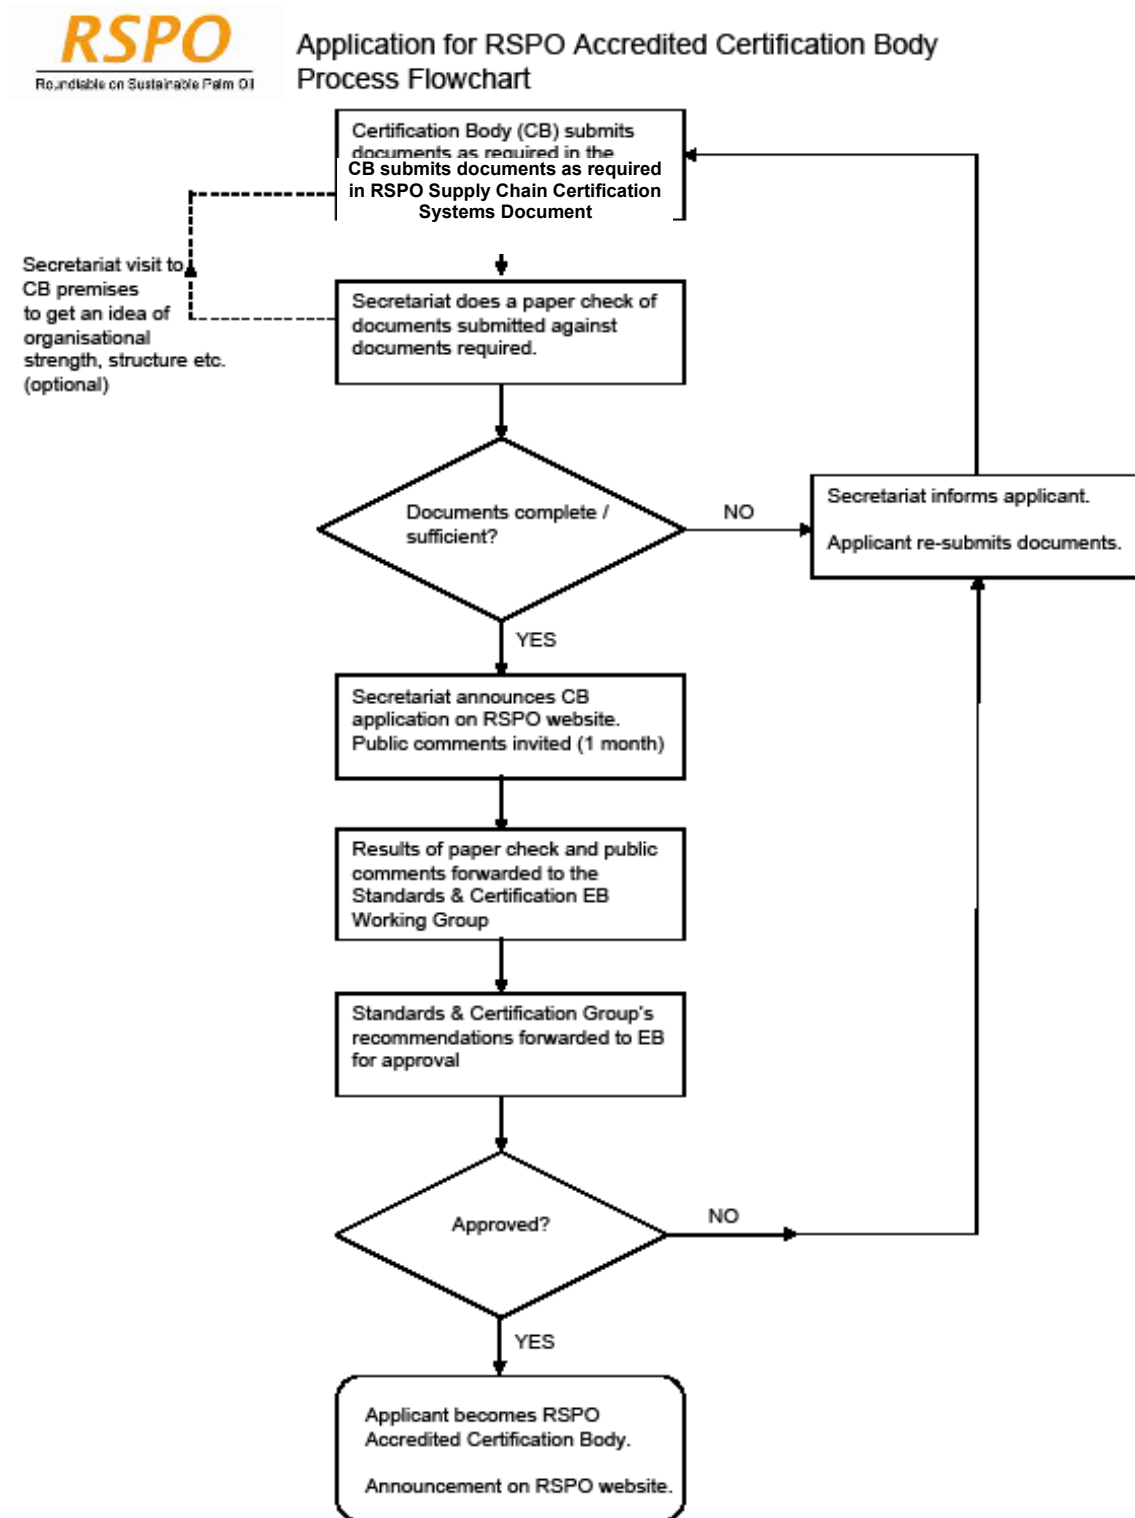 RSPO
Roundtable on Sustainable Palm Oil
Application for RSPO Accredited Certification Body
Process Flowchart
Certification Body (CB) submits
documents as required in the
CB submits documents as required
in RSPO Supply Chain Certification
Systems Document
Secretariat visit to
CB premises
to get an idea of
organisational
strength, structure etc.
(optional)
Secretariat does a paper check of
documents submitted against
documents required.
Documents complete /
sufficient?
NO
Secretariat informs applicant.
Applicant re-submits documents.
YES
Secretariat announces CB
application on RSPO website.
Public comments invited (1 month)
Results of paper check and public
comments forwarded to the
Standards & Certification EB
Working Group
Standards & Certification Group's
recommendations forwarded to EB
for approval
Approved?
NO
YES
Applicant becomes RSPO
Accredited Certification Body.
Announcement on RSPO website.